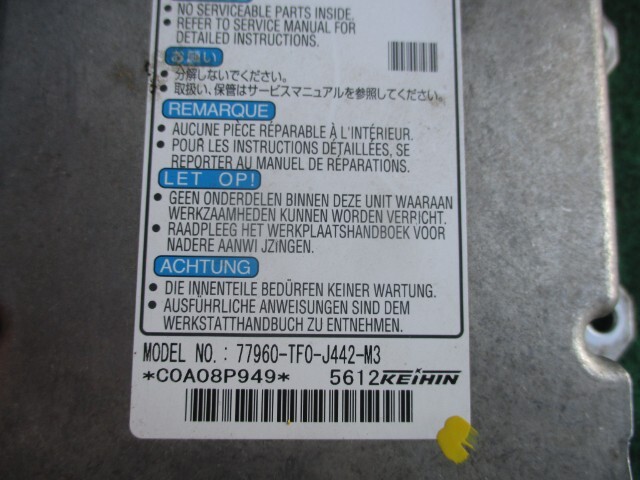 • NO SERVICEABLE PARTS INSIDE.
• REFER TO SERVICE MANUAL FOR
DETAILED INSTRUCTIONS.
お願い
• 分解しないでください。
• 取扱い、保管はサービスマニュアルを参照してください。
REMARQUE
• AUCUNE PIÈCE RÉPARABLE À L'INTÉRIEUR.
• POUR LES INSTRUCTIONS DÉTAILLÉES, SE
REPORTER AU MANUEL DE RÉPARATIONS.
LET OP!
• GEEN ONDERDELEN BINNEN DEZE UNIT WAARAAN
WERKZAAMHEDEN KUNNEN WORDEN VERRICHT.
• RAADPLEEG HET WERKPLAATSHANDBOEK VOOR
NADERE AANWI JZINGEN.
ACHTUNG
• DIE INNENTEILE BEDÜRFEN KEINER WARTUNG.
• AUSFÜHRLICHE ANWEISUNGEN SIND DEM
WERKSTATTHANDBUCH ZU ENTNEHMEN.
MODEL NO.: 77960-TF0-J442-M3
*C0A08P949* 5612 KEIHIN